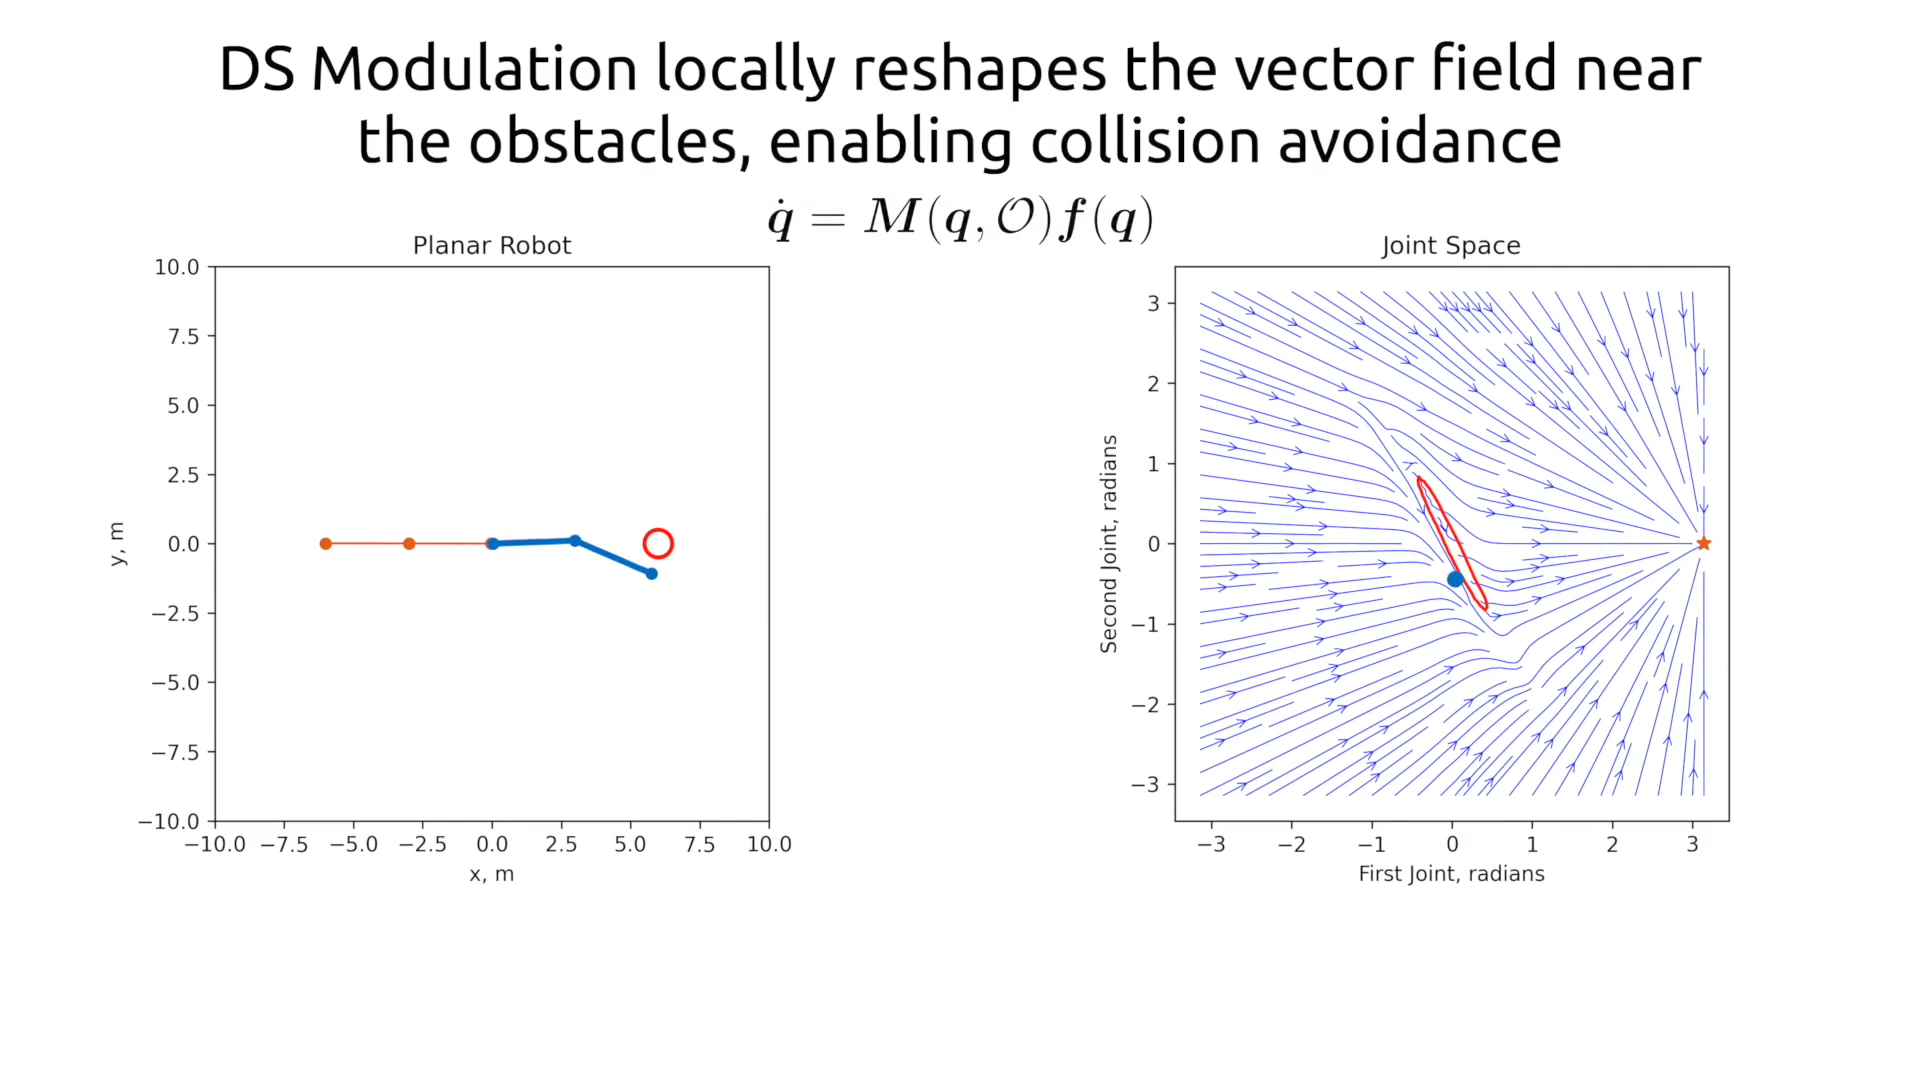 DS Modulation locally reshapes the vector field near
the obstacles, enabling collision avoidance
q̇ = M(q, 𝒪)f(q)
Planar Robot
10.0
7.5
5.0
2.5
0.0
−2.5
−5.0
−7.5
−10.0
y, m
−10.0 −7.5 −5.0 −2.5 0.0 2.5 5.0 7.5 10.0
x, m
Joint Space
3
2
1
0
−1
−2
−3
Second Joint, radians
−3 −2 −1 0 1 2 3
First Joint, radians